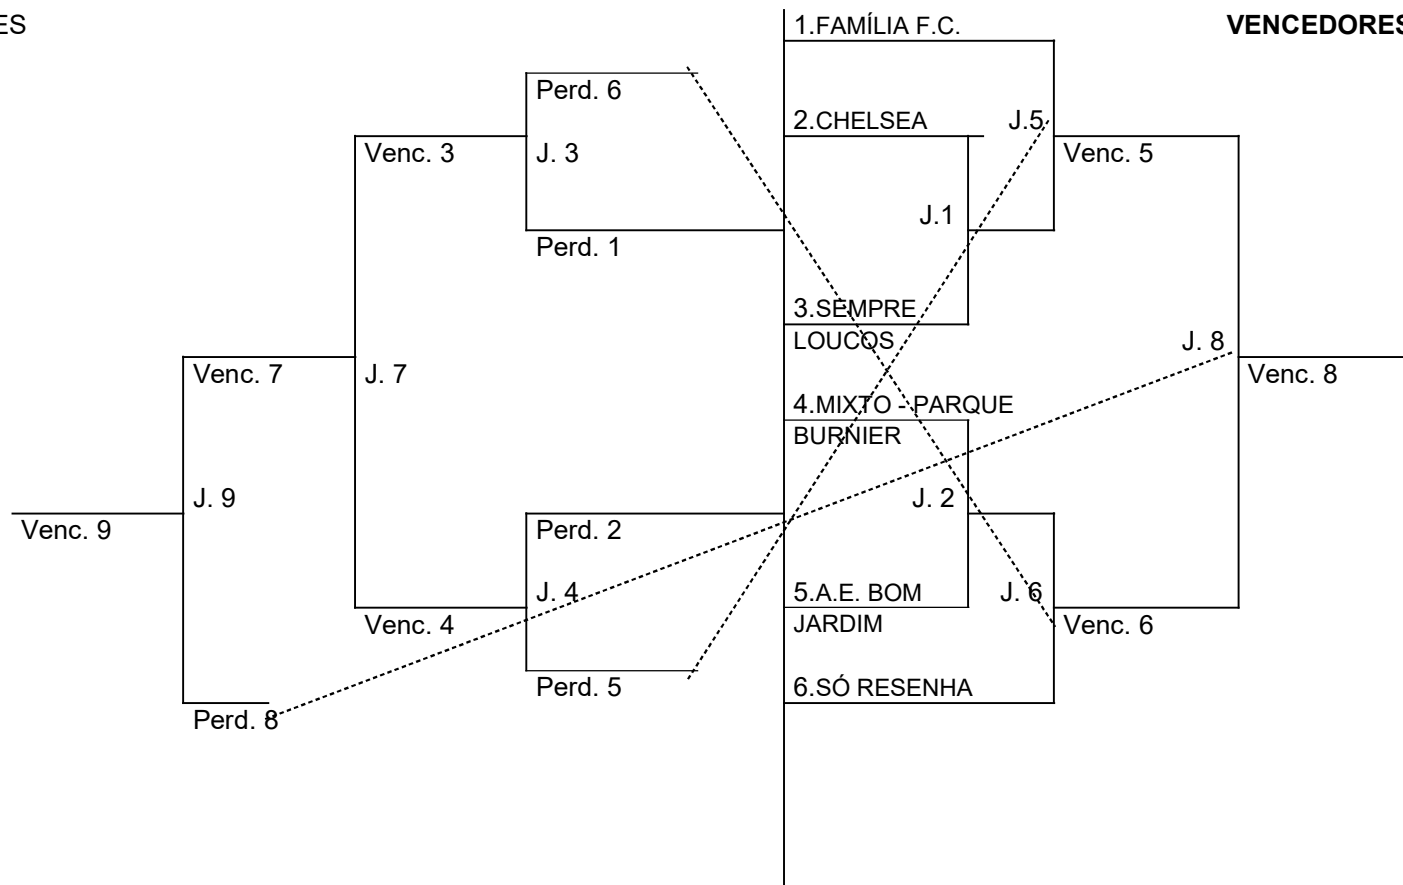 ES
VENCEDORES
1.FAMÍLIA F.C.
Perd. 6
2.CHELSEA
J.5
Venc. 3
J. 3
Venc. 5
J.1
Perd. 1
3.SEMPRE
LOUCOS
J. 8
Venc. 7
J. 7
Venc. 8
4.MIXTO - PARQUE
BURNIER
J. 9
J. 2
Venc. 9
Perd. 2
J. 4
5.A.E. BOM
JARDIM
J. 6
Venc. 4
Venc. 6
Perd. 5
6.SÓ RESENHA
Perd. 8